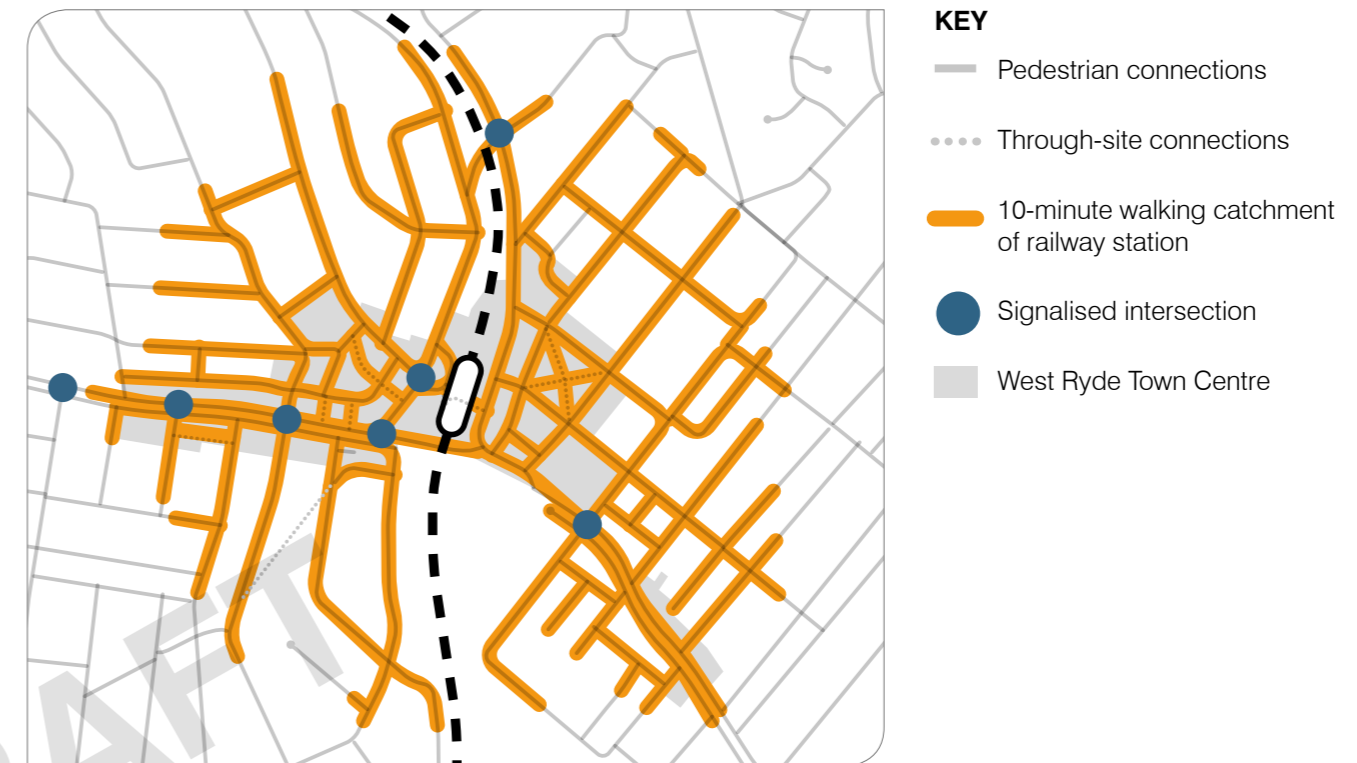 KEY
Pedestrian connections
Through-site connections
10-minute walking catchment
of railway station
Signalised intersection
West Ryde Town Centre
RAFT